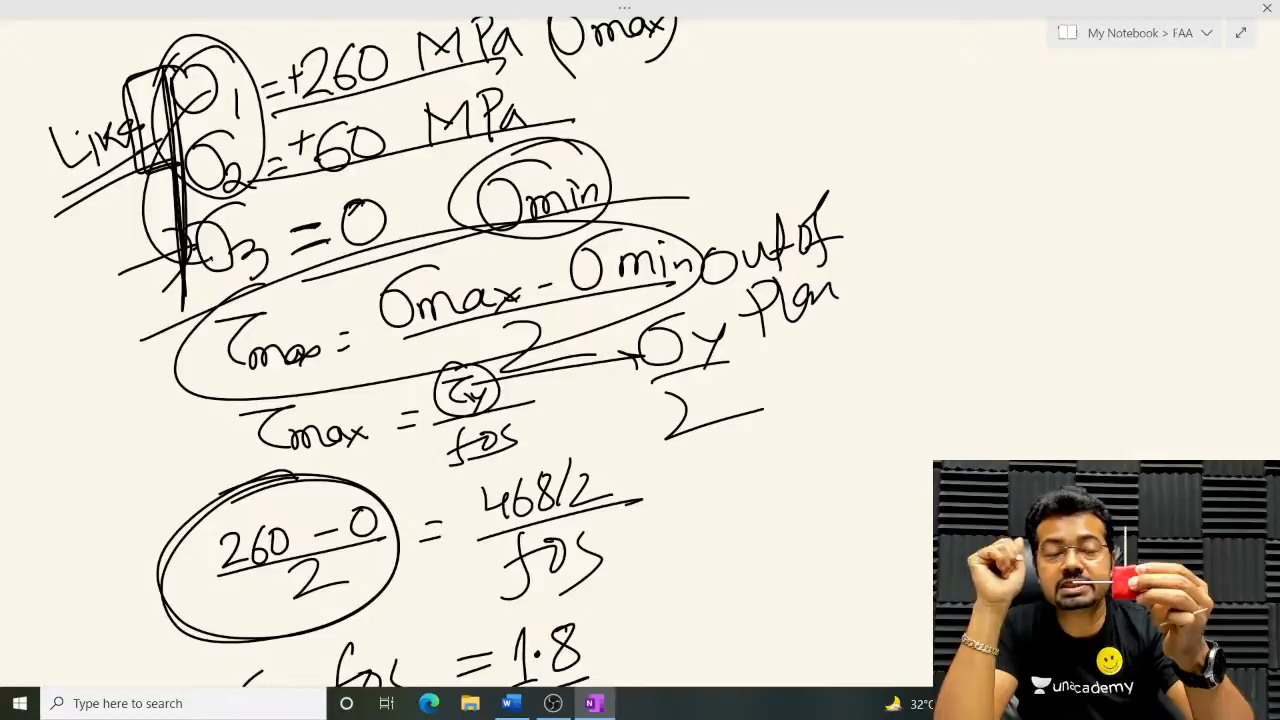 My Notebook > FAA
σ1 = +260 MPa (σmax)
Like
σ2 = +60 MPa
σ3 = 0 σmin
τmax = σmax - σmin / 2
out of
plan
τmax = τy / fos → σy / 2
260 - 0 / 2 = 468/2 / fos
fos = 1.8
unacademy
Type here to search
32°C